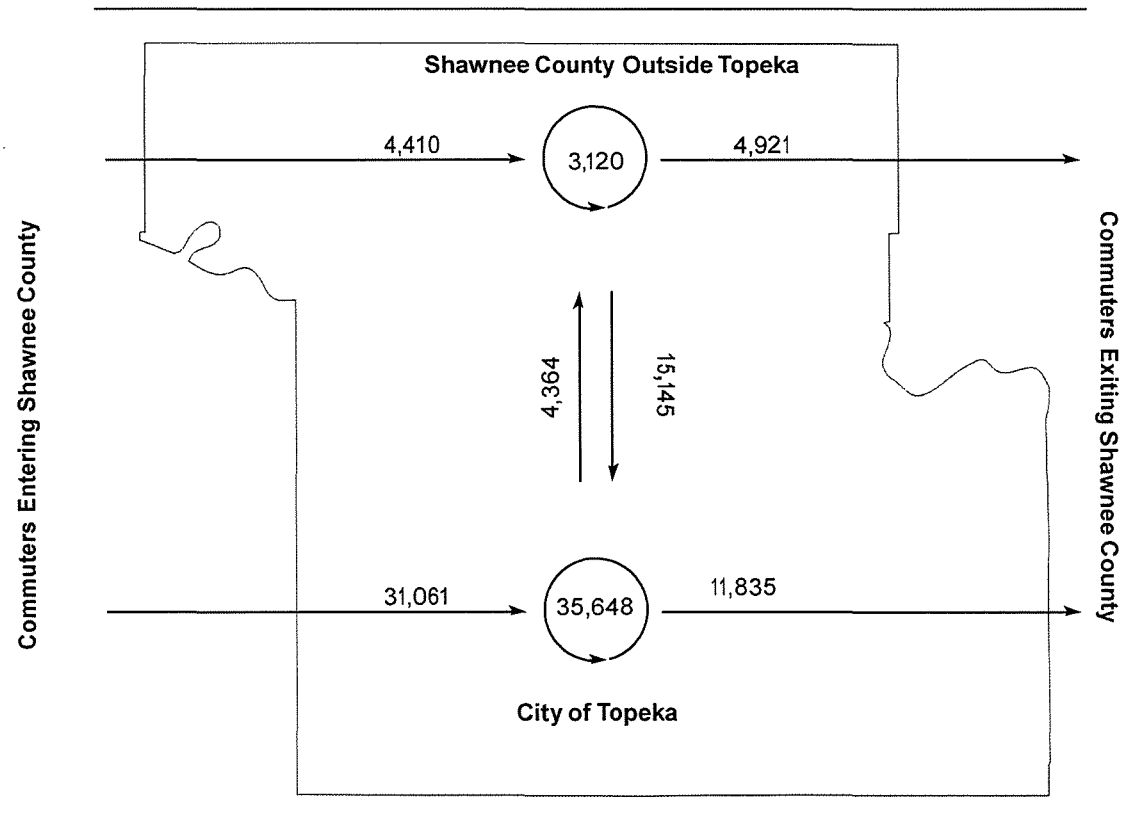 Shawnee County Outside Topeka
4,410
3,120
4,921
Commuters Entering Shawnee County
Commuters Exiting Shawnee County
4,364
15,145
31,061
35,648
11,835
City of Topeka